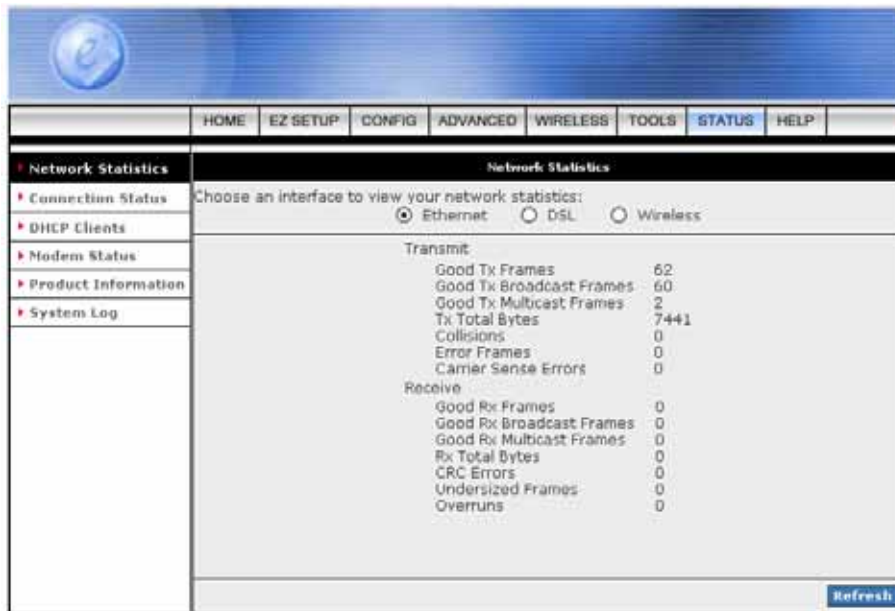 HOME EZ SETUP CONFIG ADVANCED WIRELESS TOOLS STATUS HELP
Network Statistics
Connection Status
DHCP Clients
Modem Status
Product Information
System Log
Network Statistics
Choose an interface to view your network statistics:
Ethernet DSL Wireless
Transmit
Good Tx Frames 62
Good Tx Broadcast Frames 60
Good Tx Multicast Frames 2
Tx Total Bytes 7441
Collisions 0
Error Frames 0
Carrier Sense Errors 0
Receive
Good Rx Frames 0
Good Rx Broadcast Frames 0
Good Rx Multicast Frames 0
Rx Total Bytes 0
CRC Errors 0
Undersized Frames 0
Overruns 0
Refresh